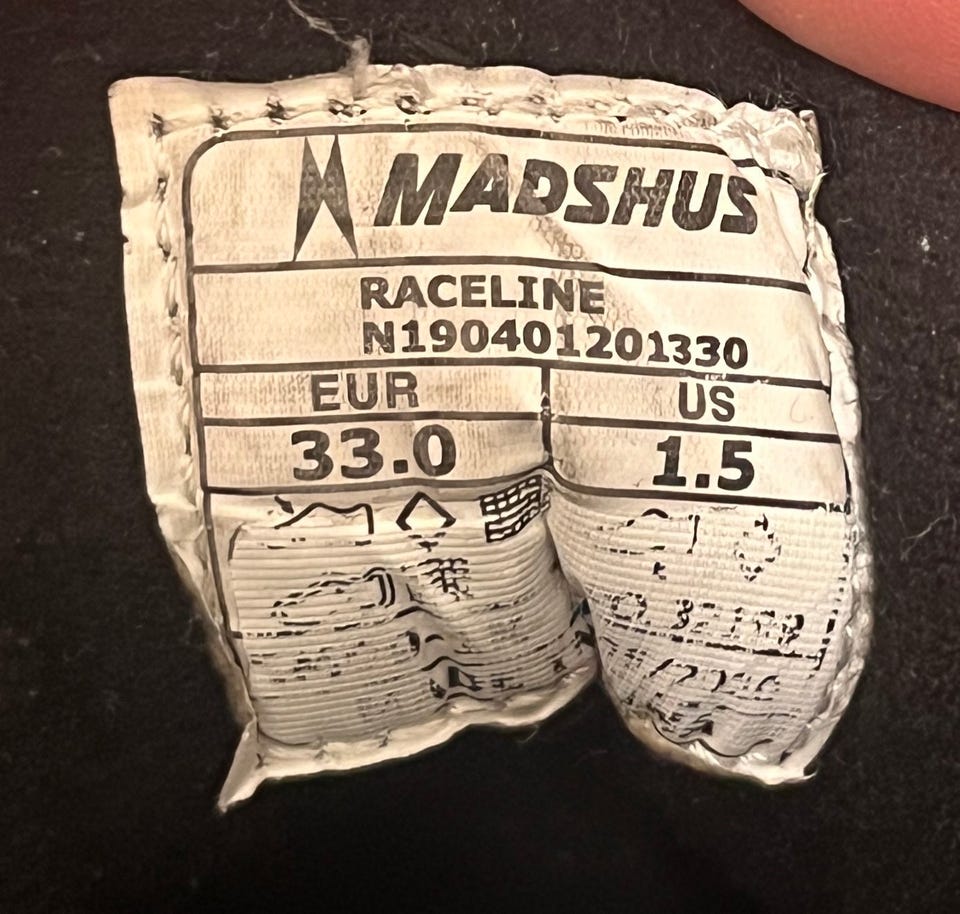 MADSHUS
RACELINE
N190401201330
EUR US
33.0 1.5